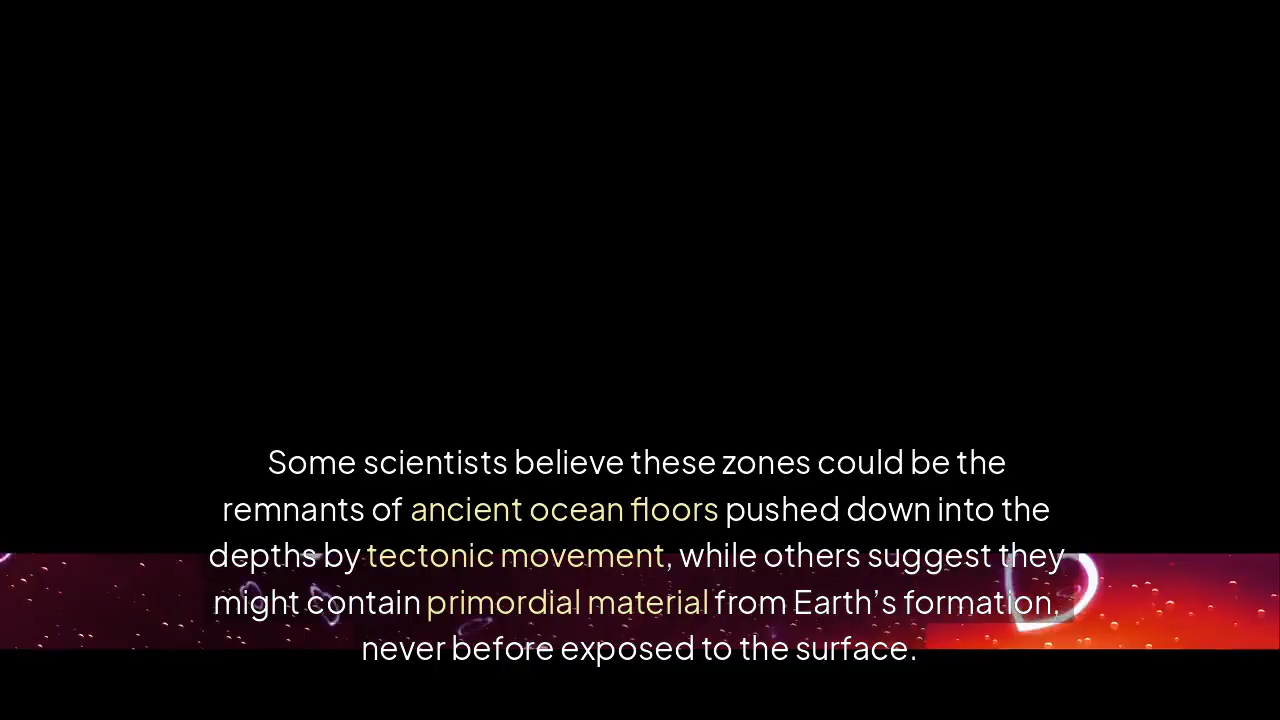 Some scientists believe these zones could be the
remnants of ancient ocean floors pushed down into the
depths by tectonic movement, while others suggest they
might contain primordial material from Earth’s formation,
never before exposed to the surface.